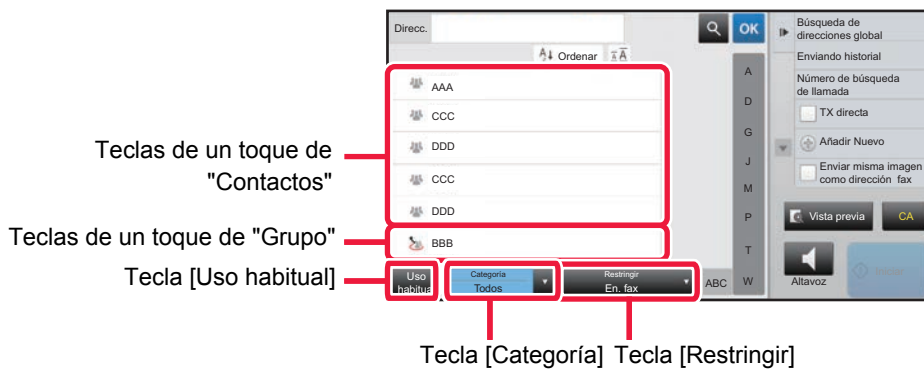 Direcc.
OK
Ordenar
AAA
CCC
DDD
CCC
DDD
BBB
Uso
habitual
Categoría
Todos
Restringir
En. fax
ABC
A
D
G
J
M
P
T
W
Búsqueda de
direcciones global
Enviando historial
Número de búsqueda
de llamada
TX directa
Añadir Nuevo
Enviar misma imagen
como dirección fax
Vista previa
CA
Altavoz
Teclas de un toque de
"Contactos"
Teclas de un toque de "Grupo"
Tecla [Uso habitual]
Tecla [Categoría]
Tecla [Restringir]